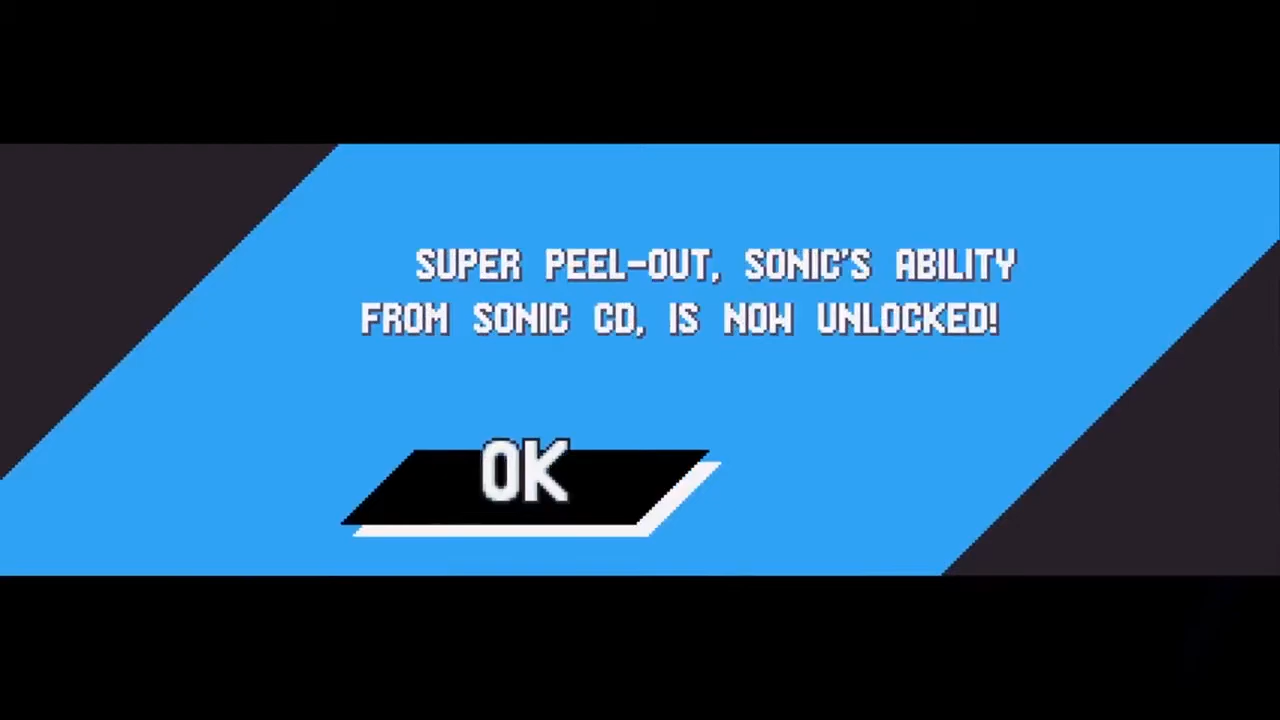 SUPER PEEL-OUT, SONIC'S ABILITY
FROM SONIC CD, IS NOW UNLOCKED!
OK